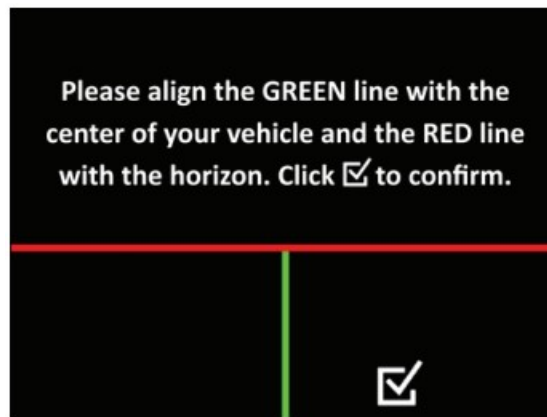 Please align the GREEN line with the
center of your vehicle and the RED line
with the horizon. Click ☑ to confirm.